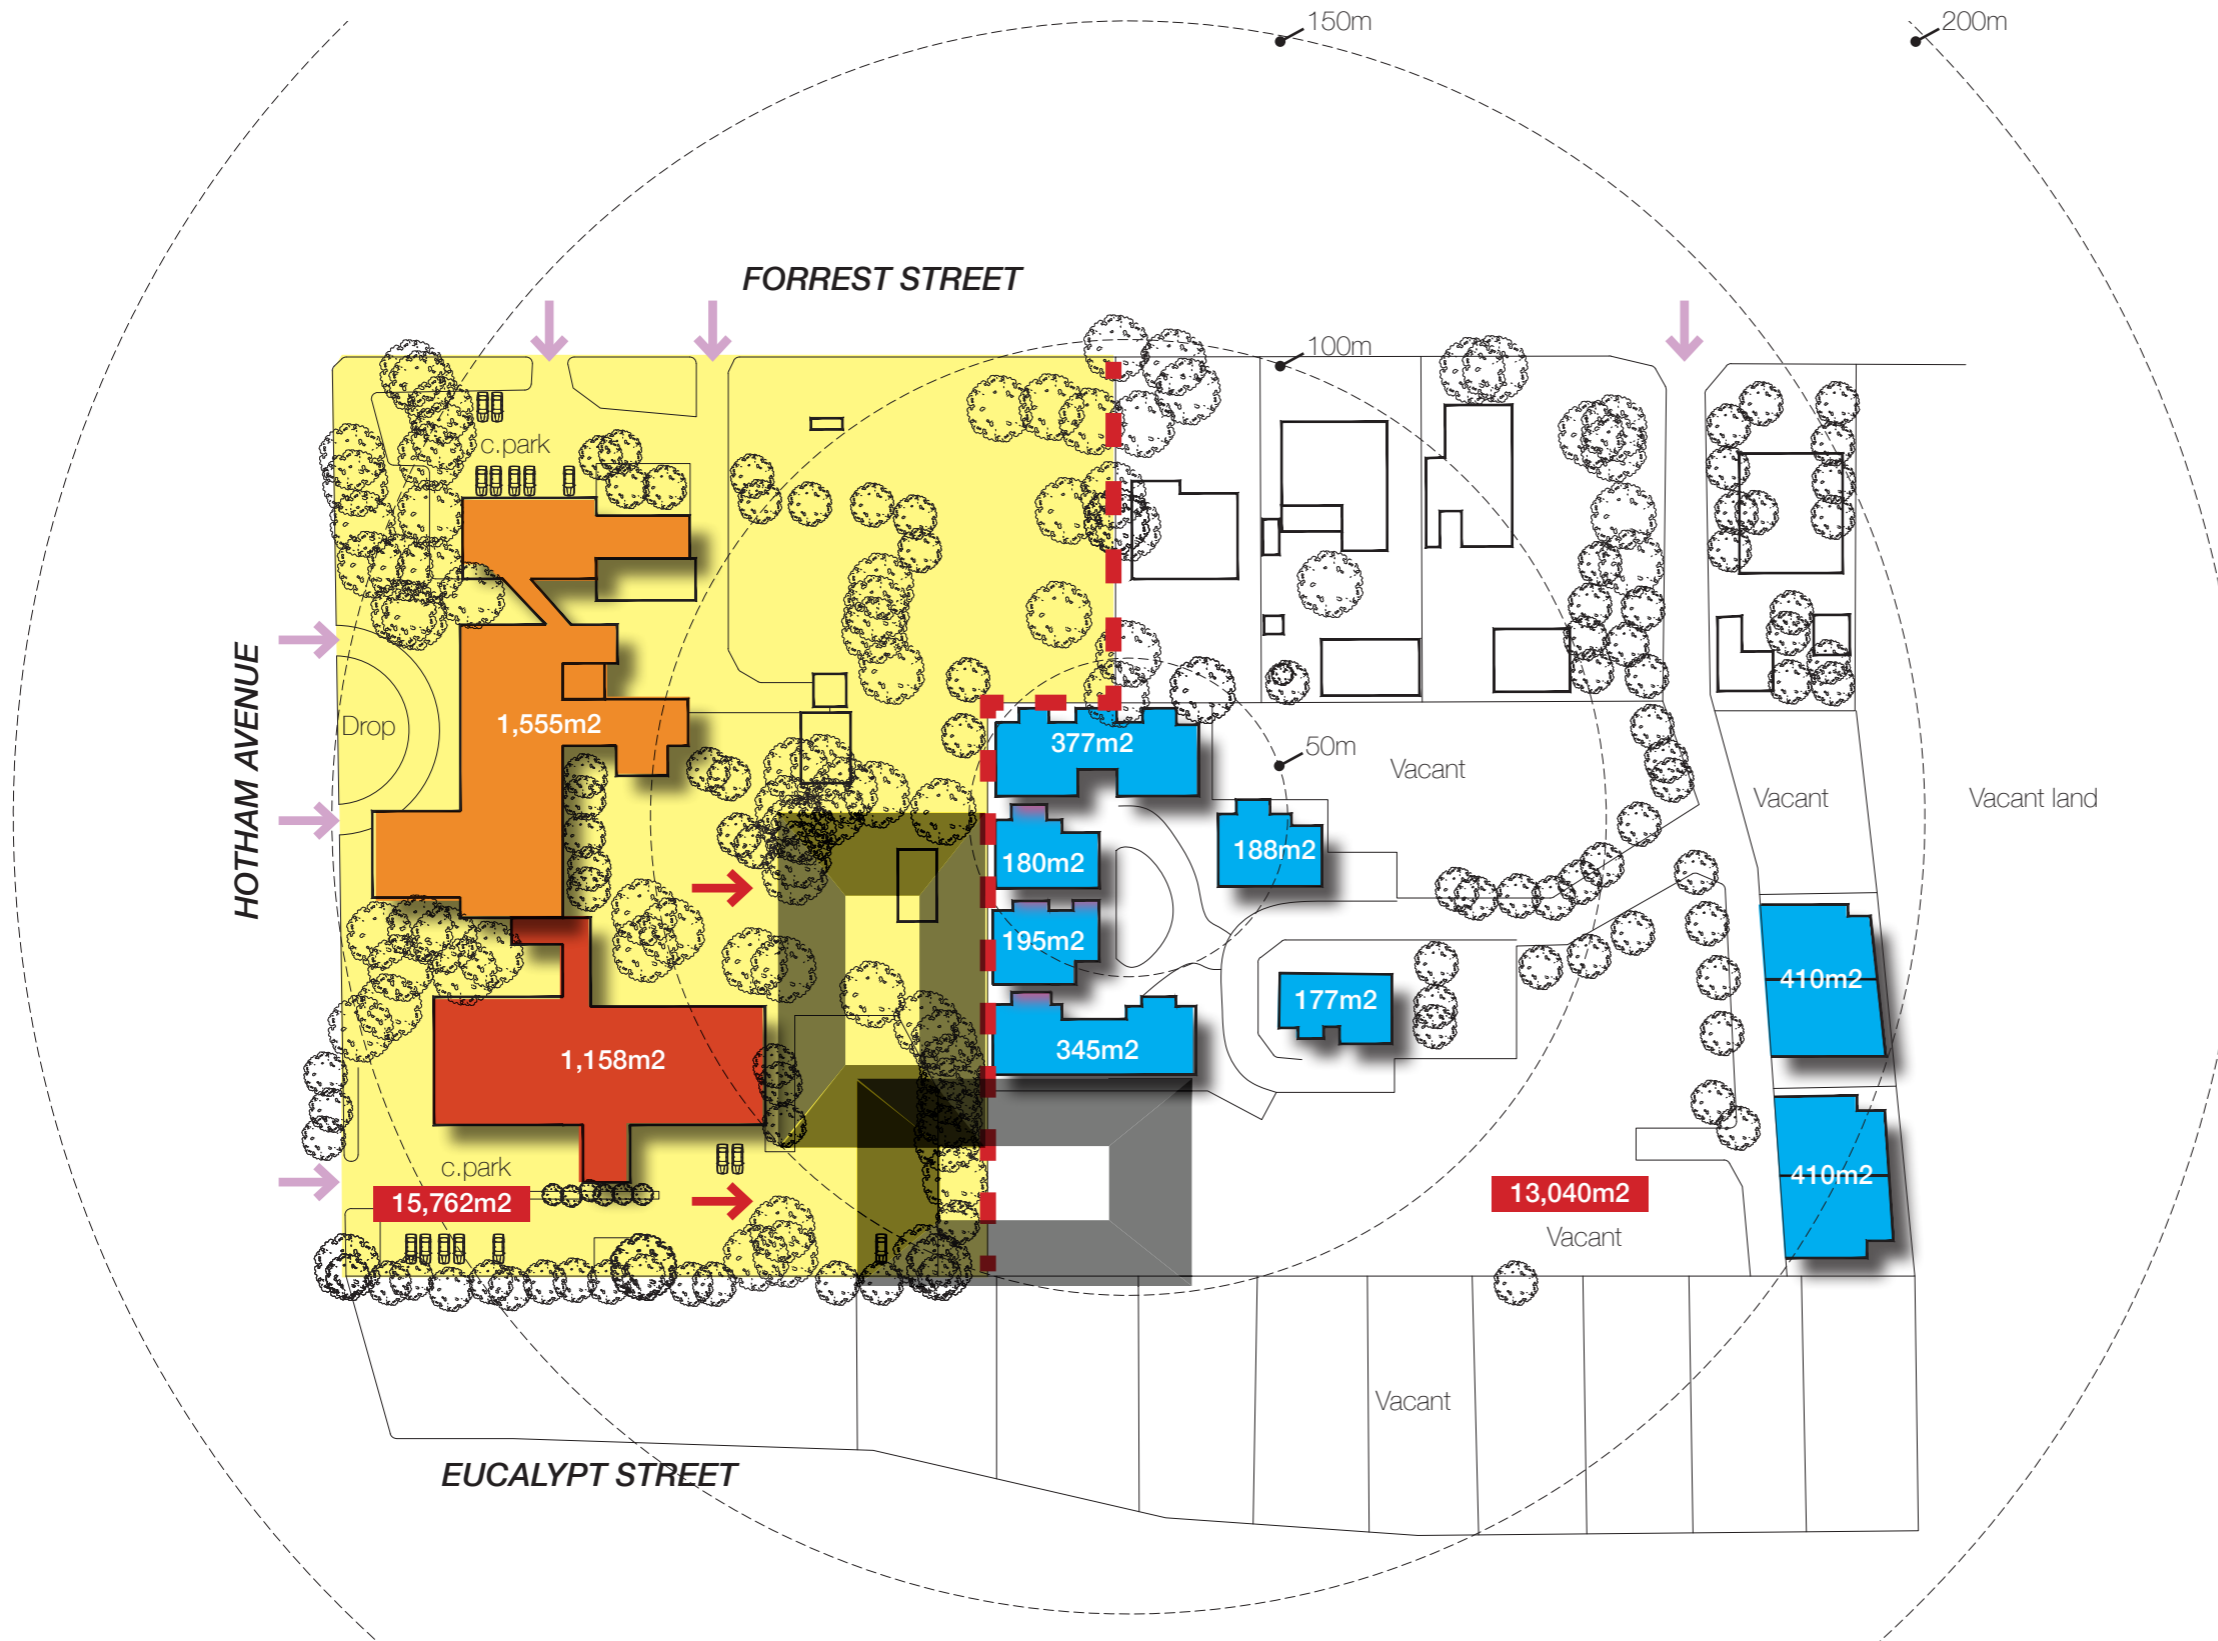 150m
200m
FORREST STREET
100m
c.park
HOTHAM AVENUE
Drop
1,555m2
377m2
50m
Vacant
Vacant
Vacant land
180m2
188m2
195m2
410m2
177m2
345m2
1,158m2
c.park
15,762m2
13,040m2
410m2
Vacant
Vacant
EUCALYPT STREET